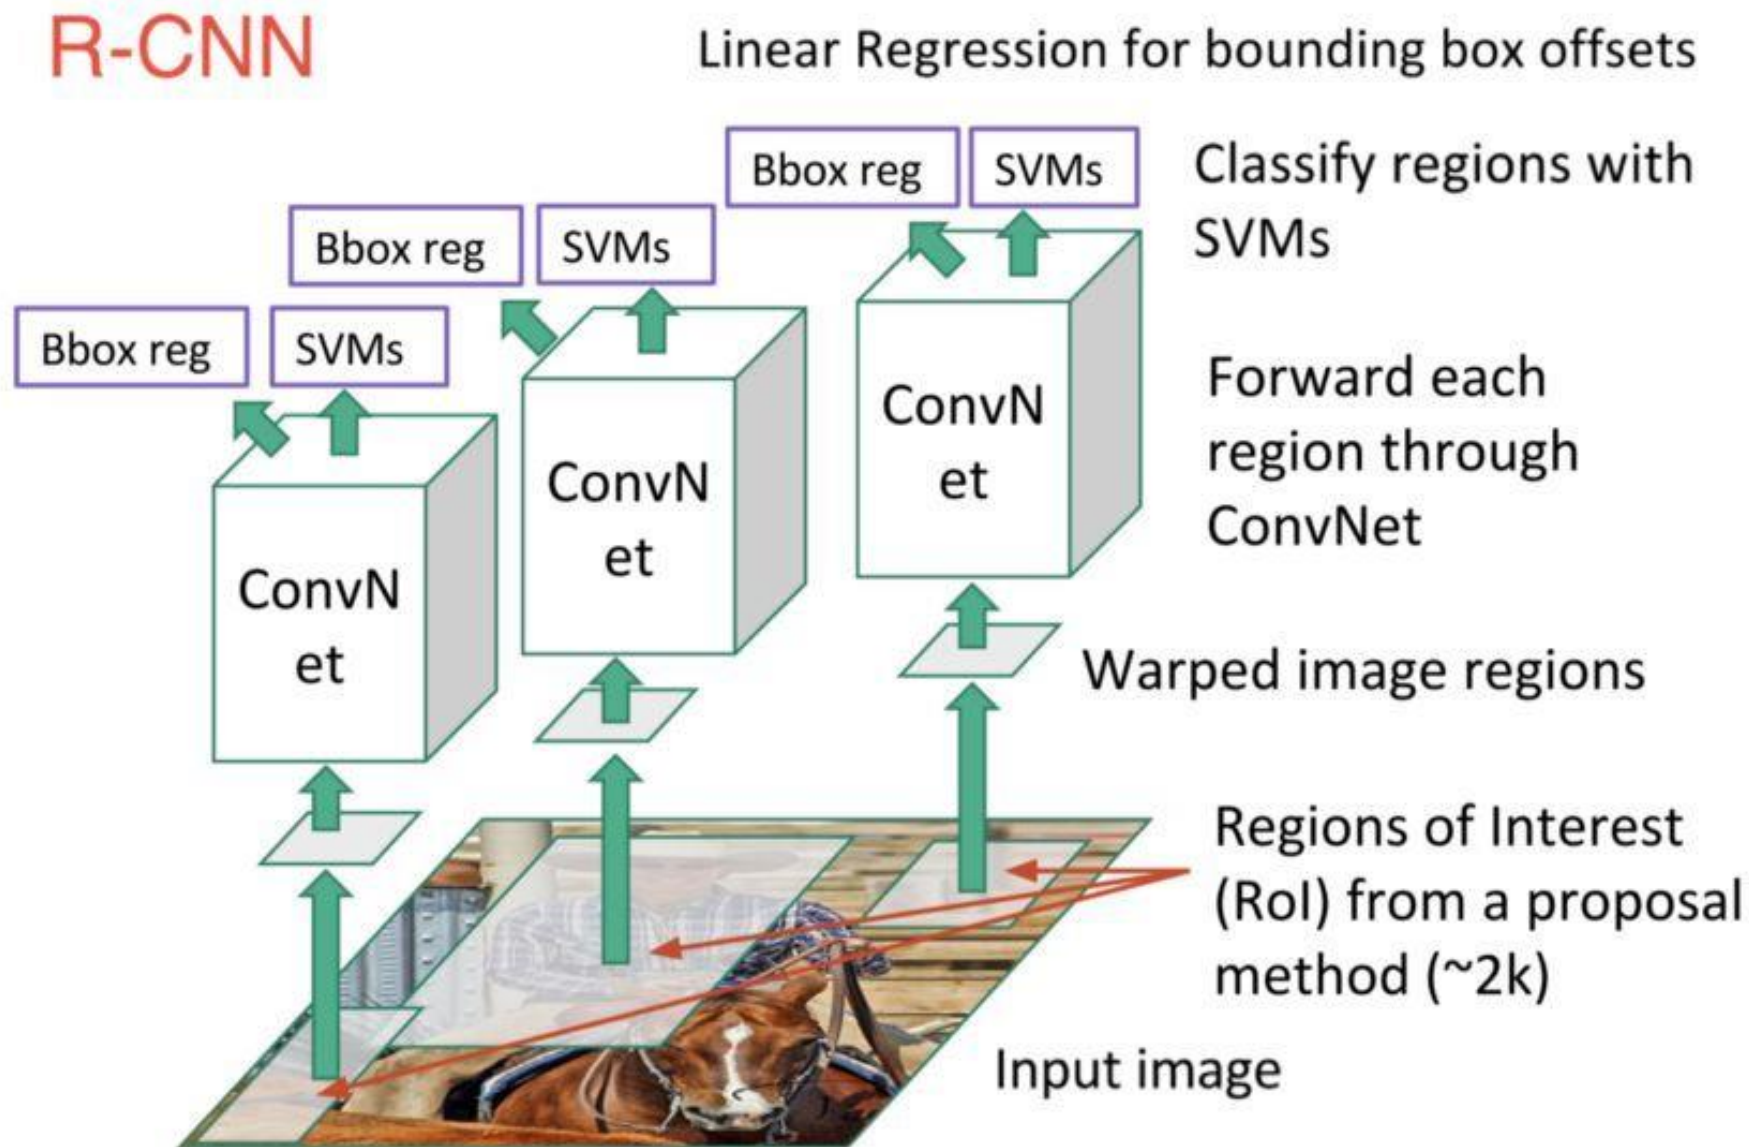 R-CNN
Linear Regression for bounding box offsets
Bbox reg
SVMs
Classify regions with
SVMs
Bbox reg
SVMs
Bbox reg
SVMs
ConvN
et
ConvN
et
ConvN
et
Forward each
region through
ConvNet
Warped image regions
Regions of Interest
(RoI) from a proposal
method (~2k)
Input image